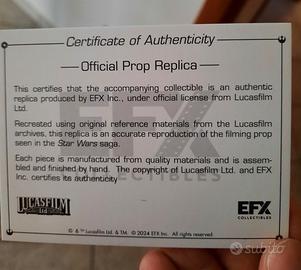 Certificate of Authenticity
Official Prop Replica
This certifies that the accompanying collectible is an authentic
replica produced by EFX Inc., under official license from Lucasfilm
Ltd.
Recreated using original reference materials from the Lucasfilm
archives, this replica is an accurate reproduction of the filming prop
seen in the Star Wars saga.
Each piece is manufactured from quality materials and is assem-
bled and finished by hand. The copyright of Lucasfilm Ltd. and EFX
Inc. certifies its authenticity
EFX
COLLECTIBLES
LUCASFILM
LTD
EFX
COLLECTIBLES
© & ™ Lucasfilm Ltd. & TM © 2024 EFX Inc. All rights reserved.
subito